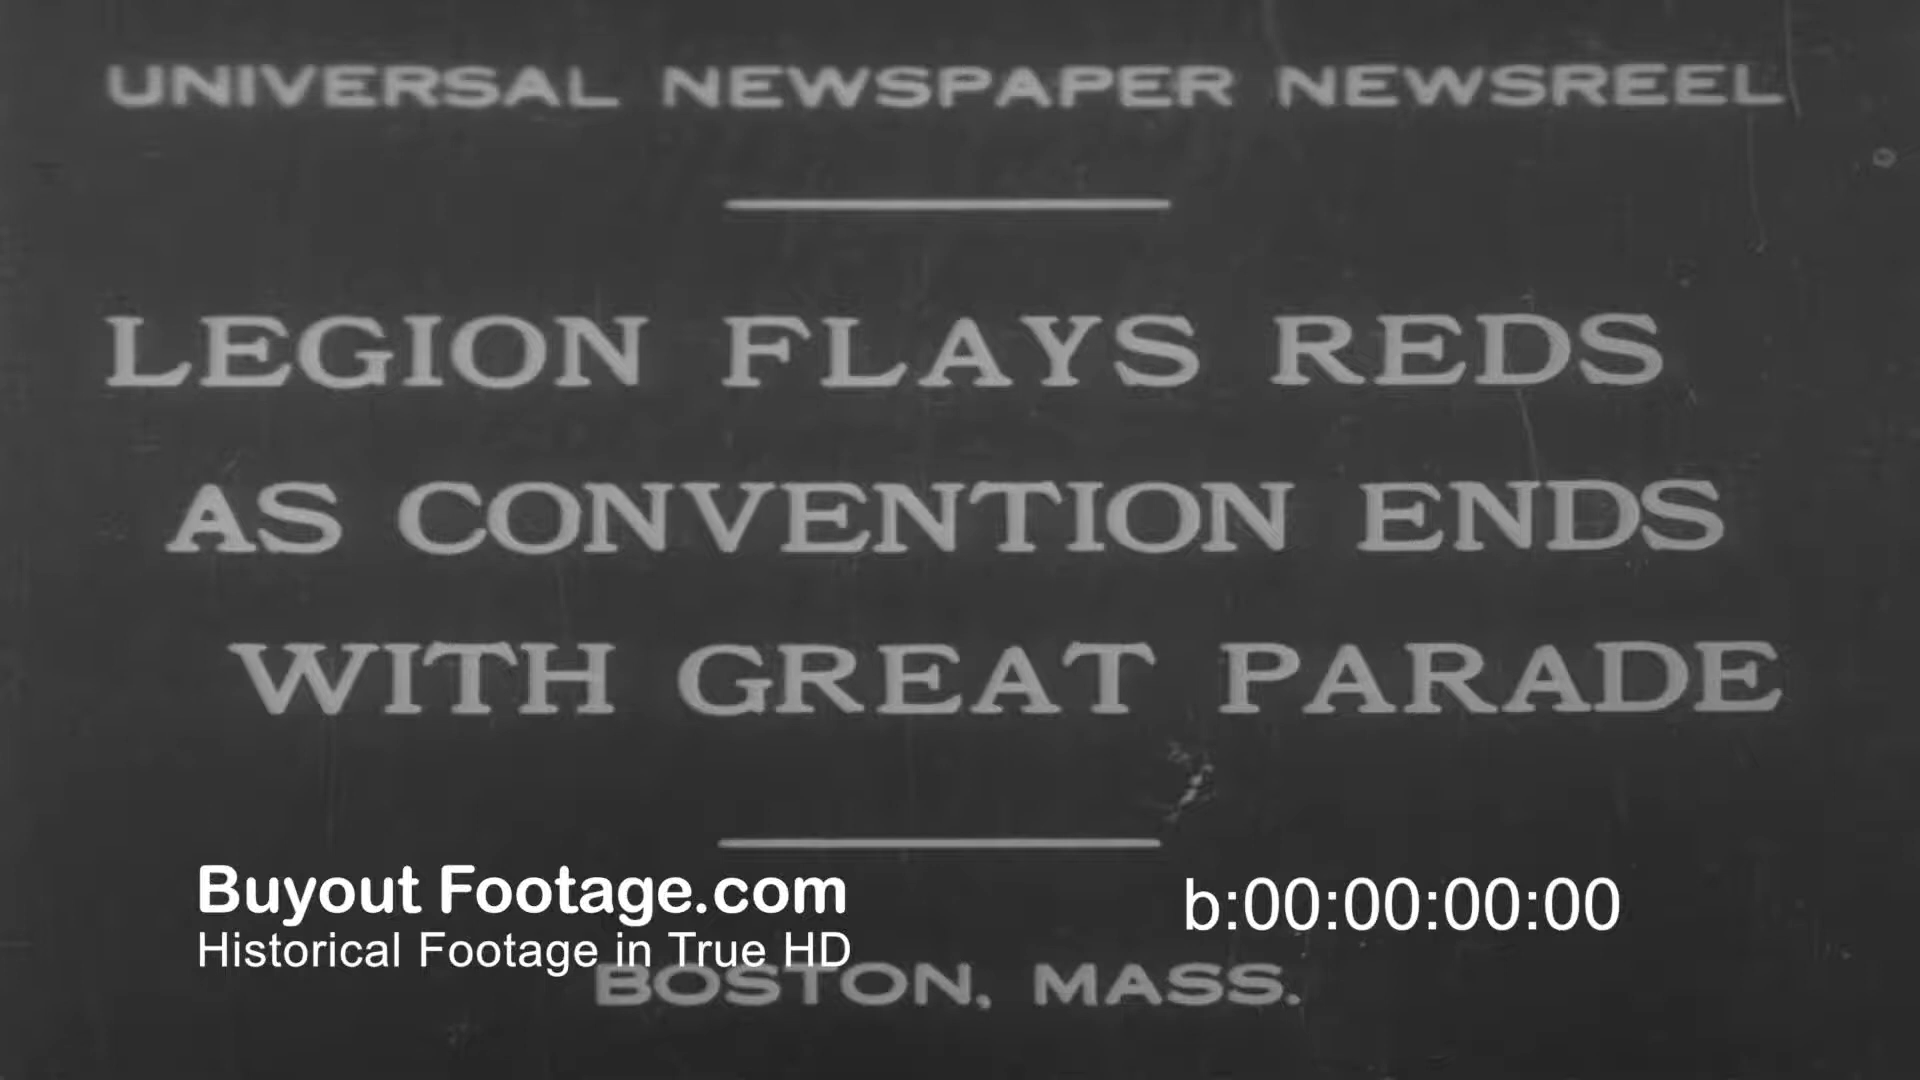 UNIVERSAL NEWSPAPER NEWSREEL
LEGION FLAYS REDS
AS CONVENTION ENDS
WITH GREAT PARADE
Buyout Footage.com
b:00:00:00:00
Historical Footage in True HD
BOSTON, MASS.